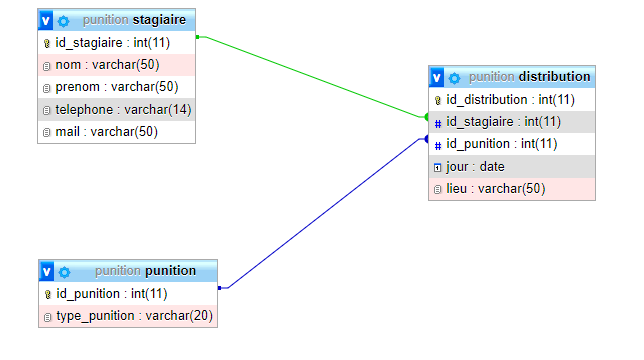 v punition stagiaire
id_stagiaire : int(11)
nom : varchar(50)
prenom : varchar(50)
telephone : varchar(14)
mail : varchar(50)
v punition distribution
id_distribution : int(11)
# id_stagiaire : int(11)
# id_punition : int(11)
jour : date
lieu : varchar(50)
v punition punition
id_punition : int(11)
type_punition : varchar(20)